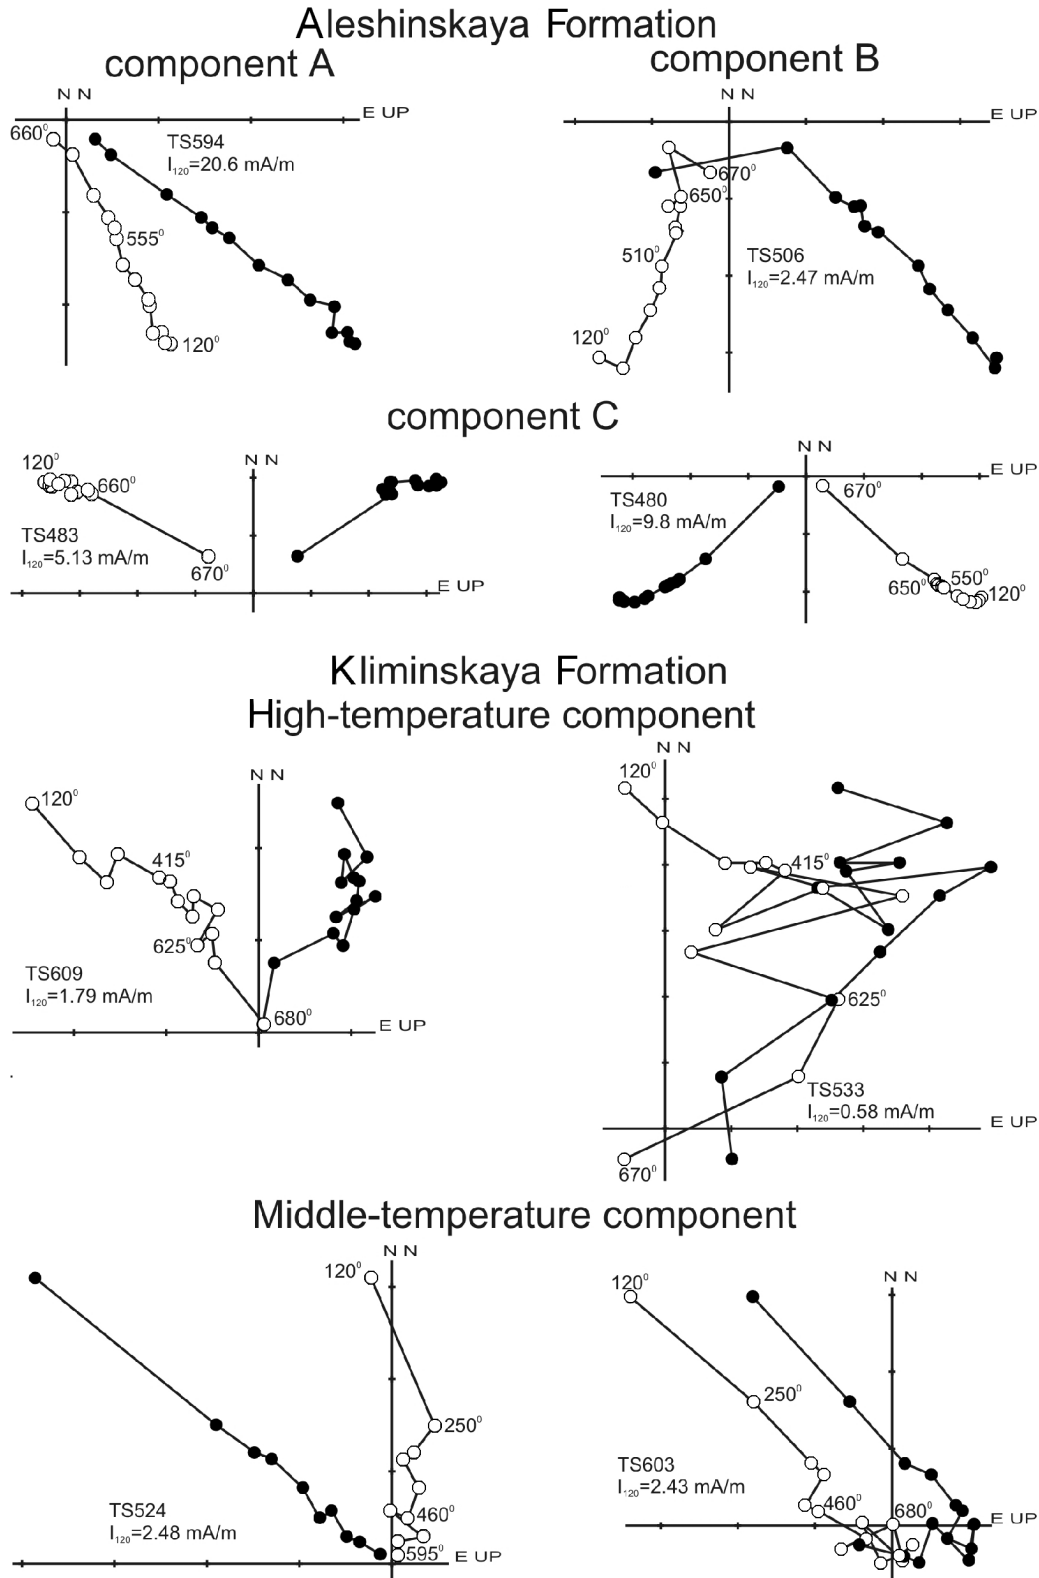 Aleshinskaya Formation
component A
component B
N N
E UP
660⁰
TS594
I₁₂₀=20.6 mA/m
555⁰
120⁰
N N
E UP
670⁰
650⁰
510⁰
TS506
I₁₂₀=2.47 mA/m
120⁰
component C
N N
120⁰
660⁰
TS483
I₁₂₀=5.13 mA/m
670⁰
E UP
N N
E UP
670⁰
TS480
I₁₂₀=9.8 mA/m
650⁰
550⁰
120⁰
Kliminskaya Formation
High-temperature component
N N
120⁰
415⁰
625⁰
TS609
I₁₂₀=1.79 mA/m
680⁰
E UP
N N
120⁰
415⁰
625⁰
TS533
I₁₂₀=0.58 mA/m
E UP
670⁰
Middle-temperature component
N N
120⁰
250⁰
460⁰
TS524
I₁₂₀=2.48 mA/m
595⁰
E UP
N N
120⁰
250⁰
TS603
I₁₂₀=2.43 mA/m
460⁰
680⁰
E UP